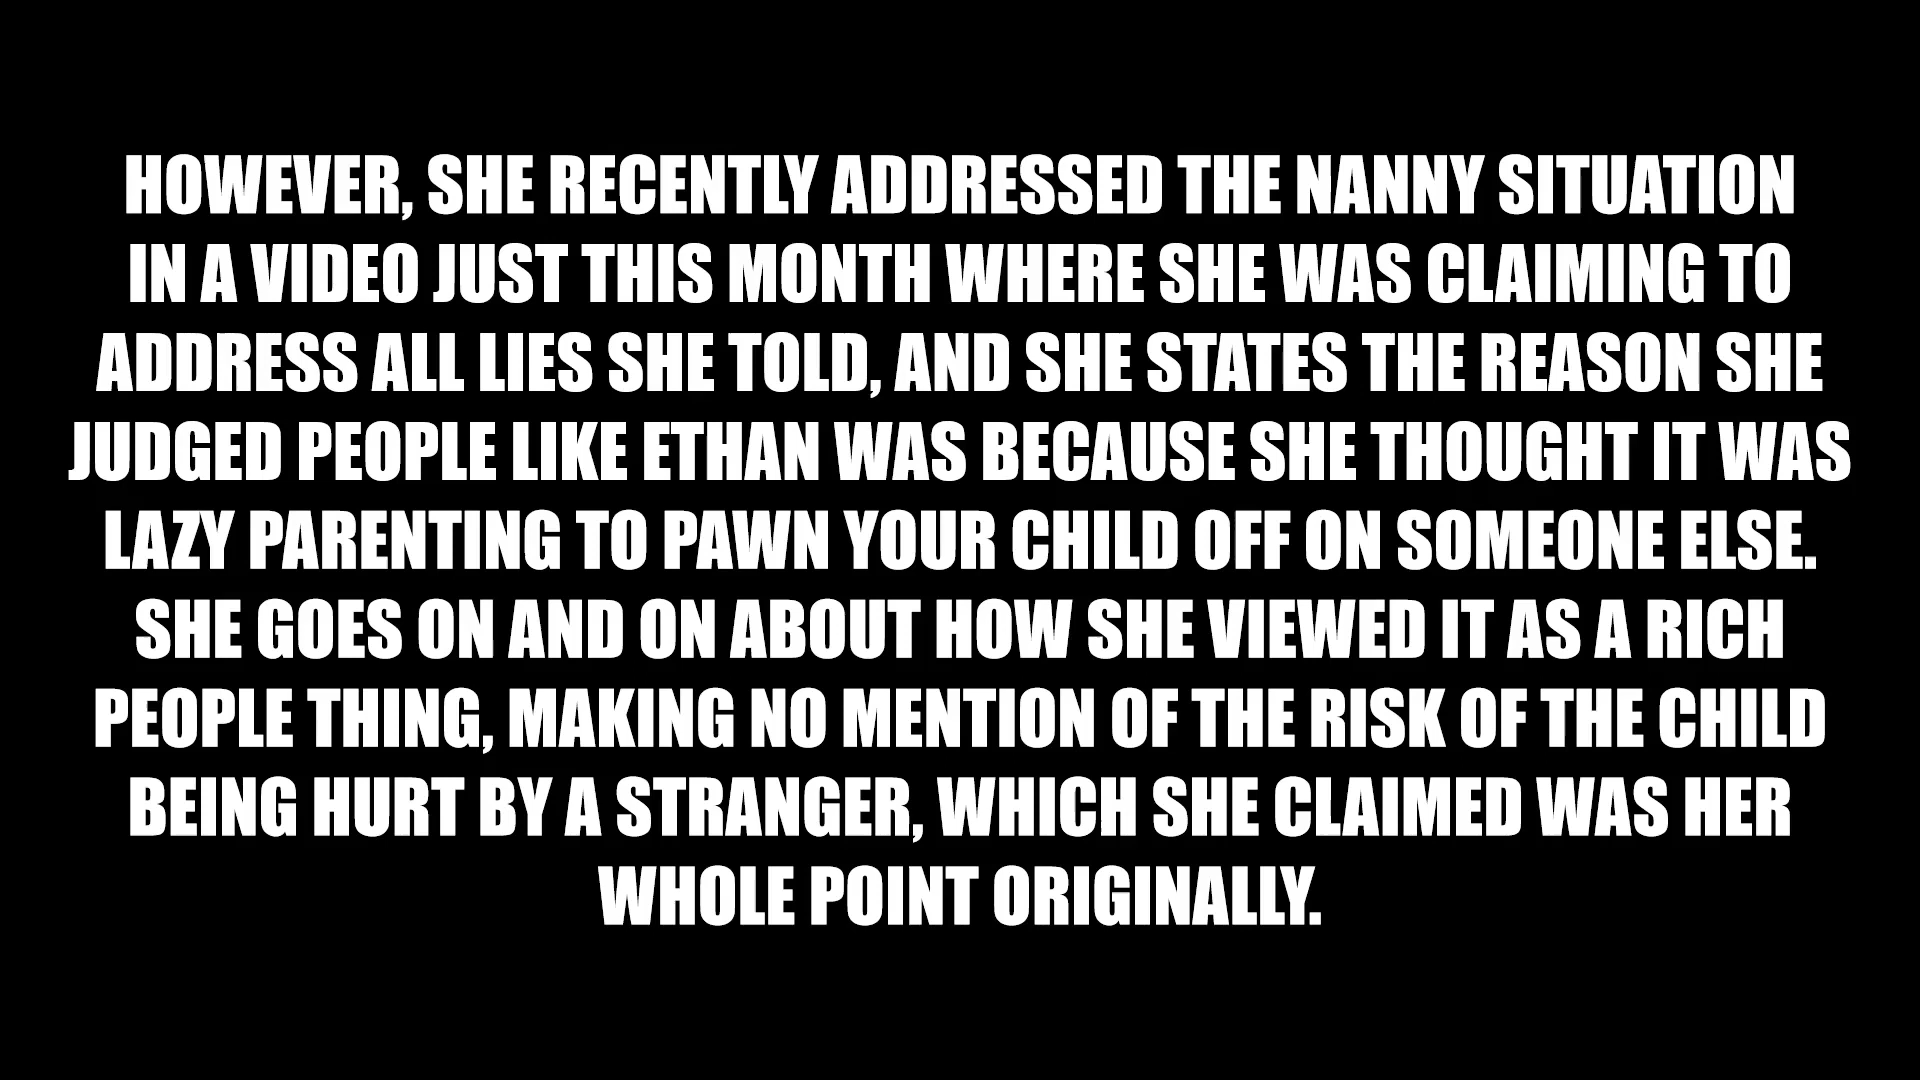 HOWEVER, SHE RECENTLY ADDRESSED THE NANNY SITUATION
IN A VIDEO JUST THIS MONTH WHERE SHE WAS CLAIMING TO
ADDRESS ALL LIES SHE TOLD, AND SHE STATES THE REASON SHE
JUDGED PEOPLE LIKE ETHAN WAS BECAUSE SHE THOUGHT IT WAS
LAZY PARENTING TO PAWN YOUR CHILD OFF ON SOMEONE ELSE.
SHE GOES ON AND ON ABOUT HOW SHE VIEWED IT AS A RICH
PEOPLE THING, MAKING NO MENTION OF THE RISK OF THE CHILD
BEING HURT BY A STRANGER, WHICH SHE CLAIMED WAS HER
WHOLE POINT ORIGINALLY.